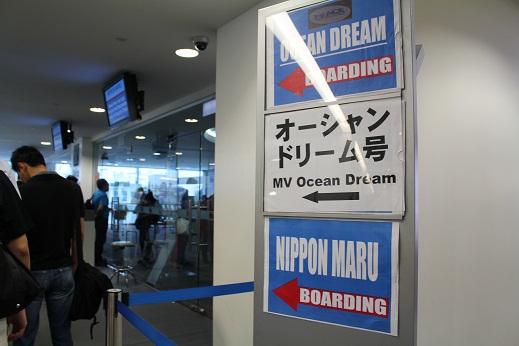 OCEAN DREAM
BOARDING
オーシャン
ドリーム号
MV Ocean Dream
NIPPON MARU
BOARDING